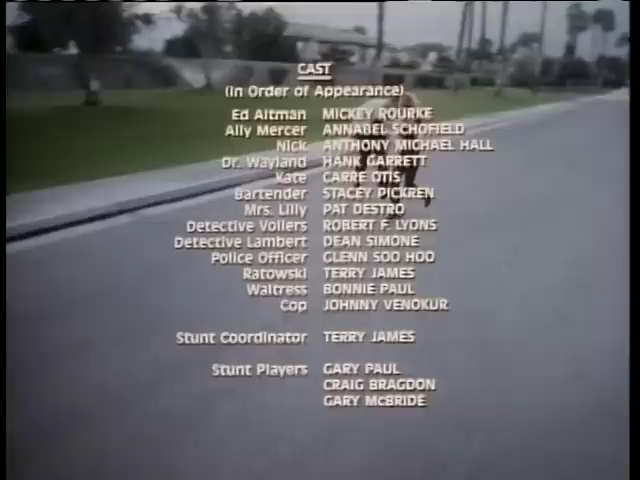 CAST
(In Order of Appearance)
Ed Altman MICKEY ROURKE
Ally Mercer ANNABEL SCHOFIELD
Nick ANTHONY MICHAEL HALL
Dr. Wayland HANK GARRETT
Kate CARRE OTIS
Bartender STACEY PICKREN
Mrs. Lilly PAT DESTRO
Detective Vollers ROBERT F. LYONS
Detective Lambert DEAN SIMONE
Police Officer GLENN SOO HOO
Ratowski TERRY JAMES
Waitress BONNIE PAUL
Cop JOHNNY VENOKUR
Stunt Coordinator TERRY JAMES
Stunt Players GARY PAUL
CRAIG BRAGDON
GARY McBRIDE